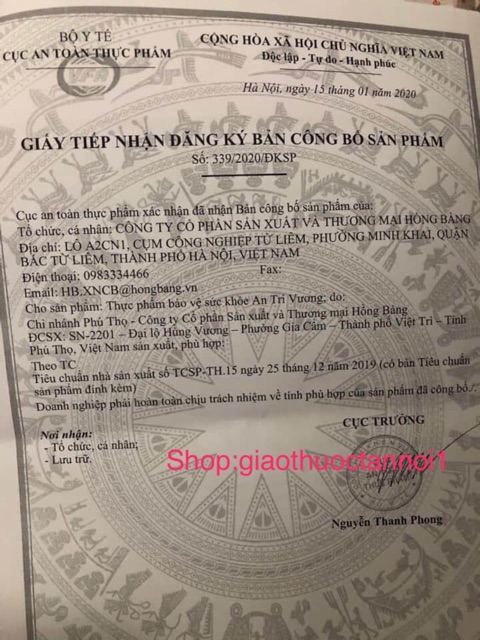 BỘ Y TẾ
CỤC AN TOÀN THỰC PHẨM
CỘNG HÒA XÃ HỘI CHỦ NGHĨA VIỆT NAM
Độc lập - Tự do - Hạnh phúc
VFA
Hà Nội, ngày 15 tháng 01 năm 2020
GIẤY TIẾP NHẬN ĐĂNG KÝ BẢN CÔNG BỐ SẢN PHẨM
Số: 339/2020/ĐKSP
Cục an toàn thực phẩm xác nhận đã nhận Bản công bố sản phẩm của:
Tổ chức, cá nhân: CÔNG TY CỔ PHẦN SẢN XUẤT VÀ THƯƠNG MẠI HỒNG BÀNG
Địa chỉ: LÔ A2CN1, CỤM CÔNG NGHIỆP TỪ LIÊM, PHƯỜNG MINH KHAI, QUẬN
BẮC TỪ LIÊM, THÀNH PHỐ HÀ NỘI, VIỆT NAM
Điện thoại: 0983334466 Fax:
Email: HB.XNCB@hongbang.vn
Cho sản phẩm: Thực phẩm bảo vệ sức khỏe An Trĩ Vương; do:
Chi nhánh Phú Thọ - Công ty Cổ phần Sản xuất và Thương mại Hồng Bàng
ĐCSX: SN-2201 - Đại lộ Hùng Vương - Phường Gia Cẩm - Thành phố Việt Trì - Tỉnh
Phú Thọ, Việt Nam sản xuất, phù hợp:
Theo TC
Tiêu chuẩn nhà sản xuất số TCSP-TH.15 ngày 25 tháng 12 năm 2019 (có bản Tiêu chuẩn
sản phẩm đính kèm)
Doanh nghiệp phải hoàn toàn chịu trách nhiệm về tính phù hợp của sản phẩm đã công bố./.
CỤC TRƯỞNG
Nơi nhận:
- Tổ chức, cá nhân;
- Lưu trữ.
Shop:giaothuoctannoi1
Nguyễn Thanh Phong